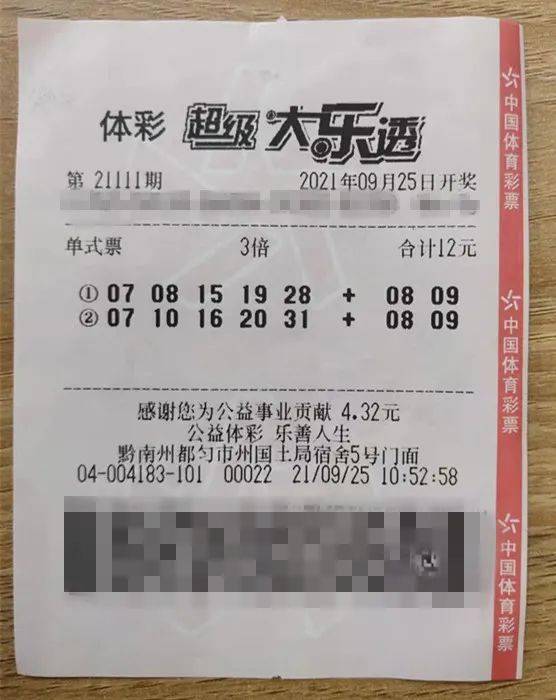 体彩 超级大乐透
第 21111期 2021年09月25日开奖
单式票 3倍 合计12元
① 07 08 15 19 28 + 08 09
② 07 10 16 20 31 + 08 09
感谢您为公益事业贡献 4.32元
公益体彩 乐善人生
黔南州都匀市州国土局宿舍5号门面
04-004183-101 00022 21/09/25 10:52:58
中国体育彩票
中国体育彩票
中国体育彩票